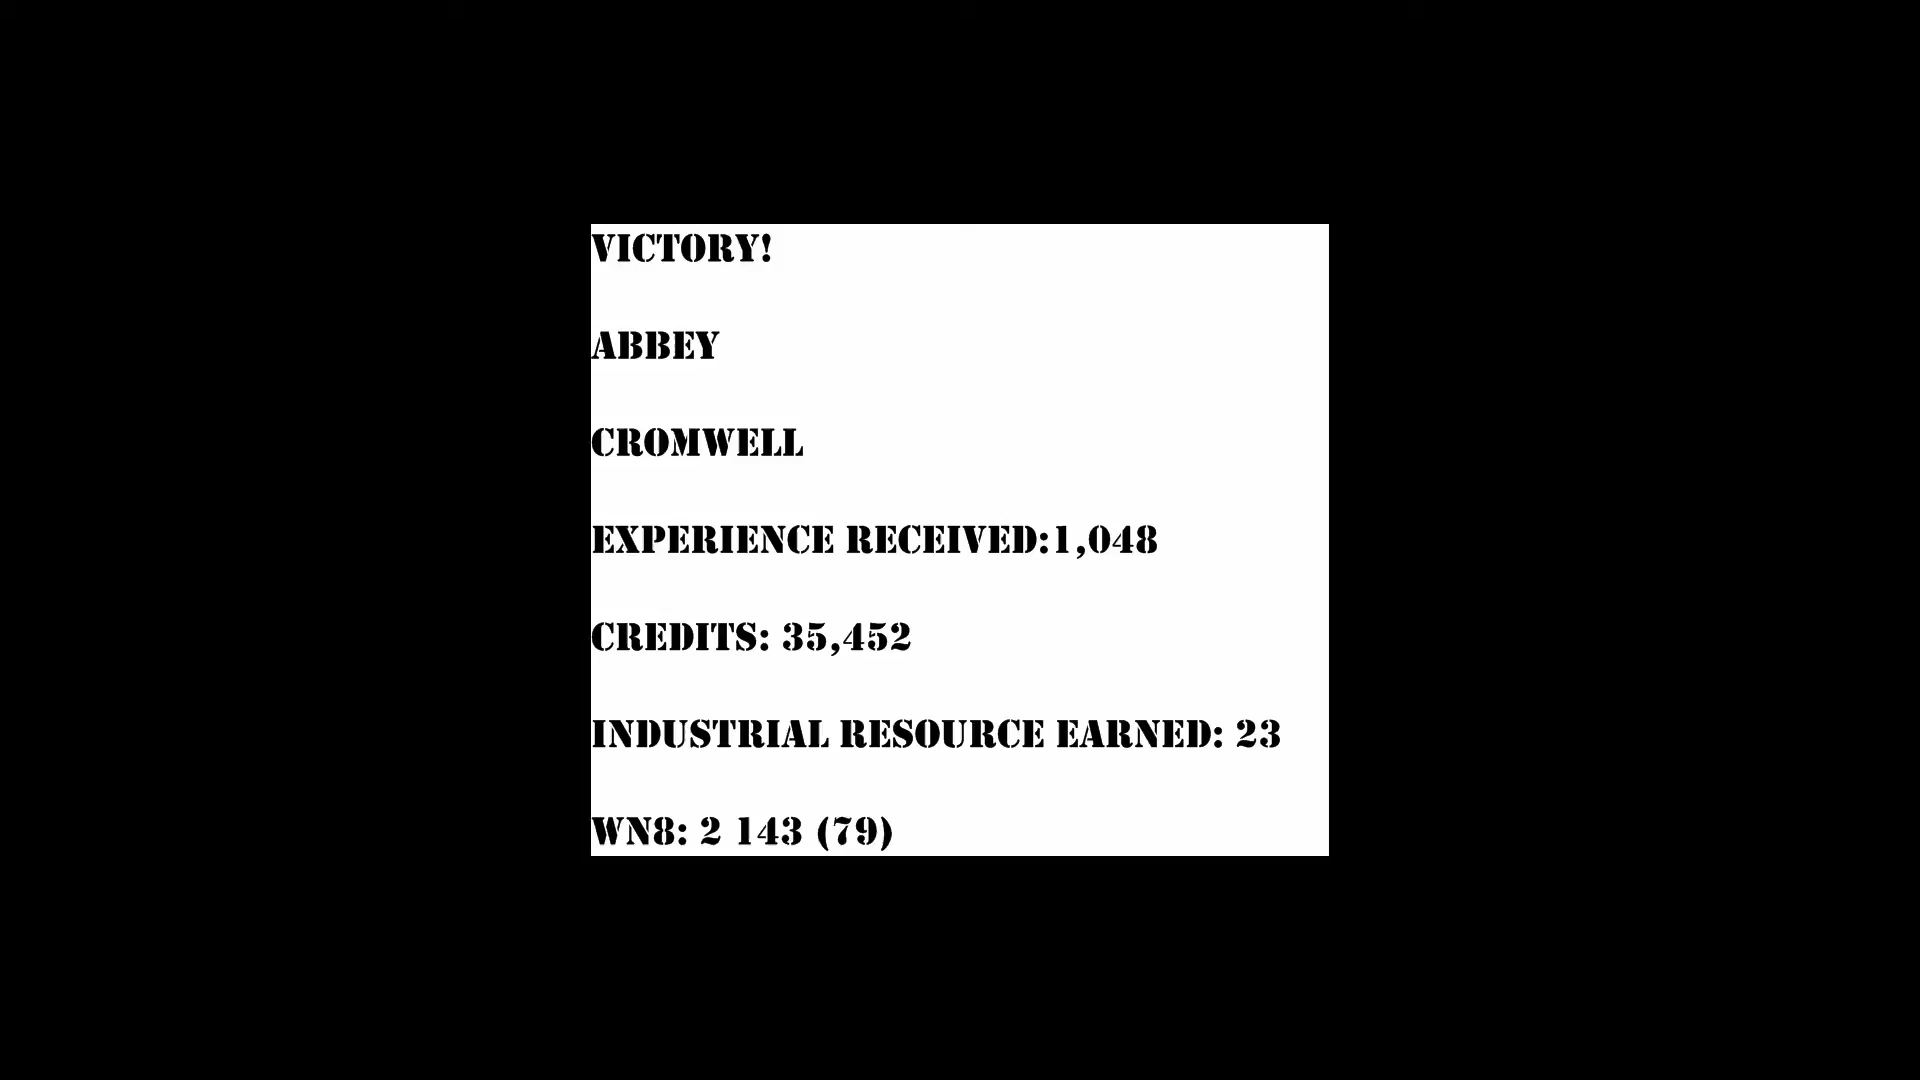 VICTORY!
ABBEY
CROMWELL
EXPERIENCE RECEIVED:1,048
CREDITS: 35,452
INDUSTRIAL RESOURCE EARNED: 23
WN8: 2 143 (79)